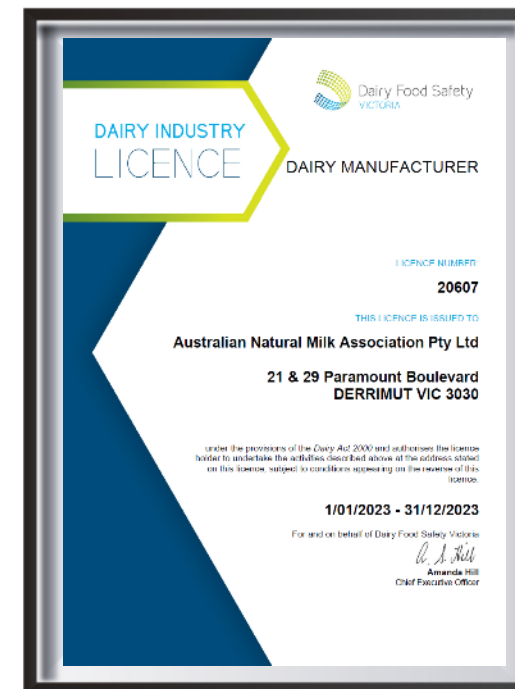 Dairy Food Safety
VICTORIA
DAIRY INDUSTRY
LICENCE
DAIRY MANUFACTURER
LICENCE NUMBER:
20607
THIS LICENCE IS ISSUED TO
Australian Natural Milk Association Pty Ltd
21 & 29 Paramount Boulevard
DERRIMUT VIC 3030
under the provisions of the Dairy Act 2000 and authorises the licence
holder to undertake the activities described above at the address stated
on this licence, subject to conditions appearing on the reverse of this
licence.
1/01/2023 - 31/12/2023
For and on behalf of Dairy Food Safety Victoria
A. S. Hill
Amanda Hill
Chief Executive Officer